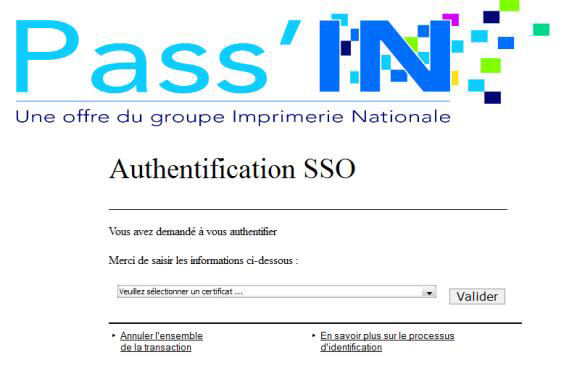 Pass'IN
Une offre du groupe Imprimerie Nationale
Authentification SSO
Vous avez demandé à vous authentifier
Merci de saisir les informations ci-dessous :
Veuillez sélectionner un certificat ...
Valider
Annuler l'ensemble
de la transaction
En savoir plus sur le processus
d'identification